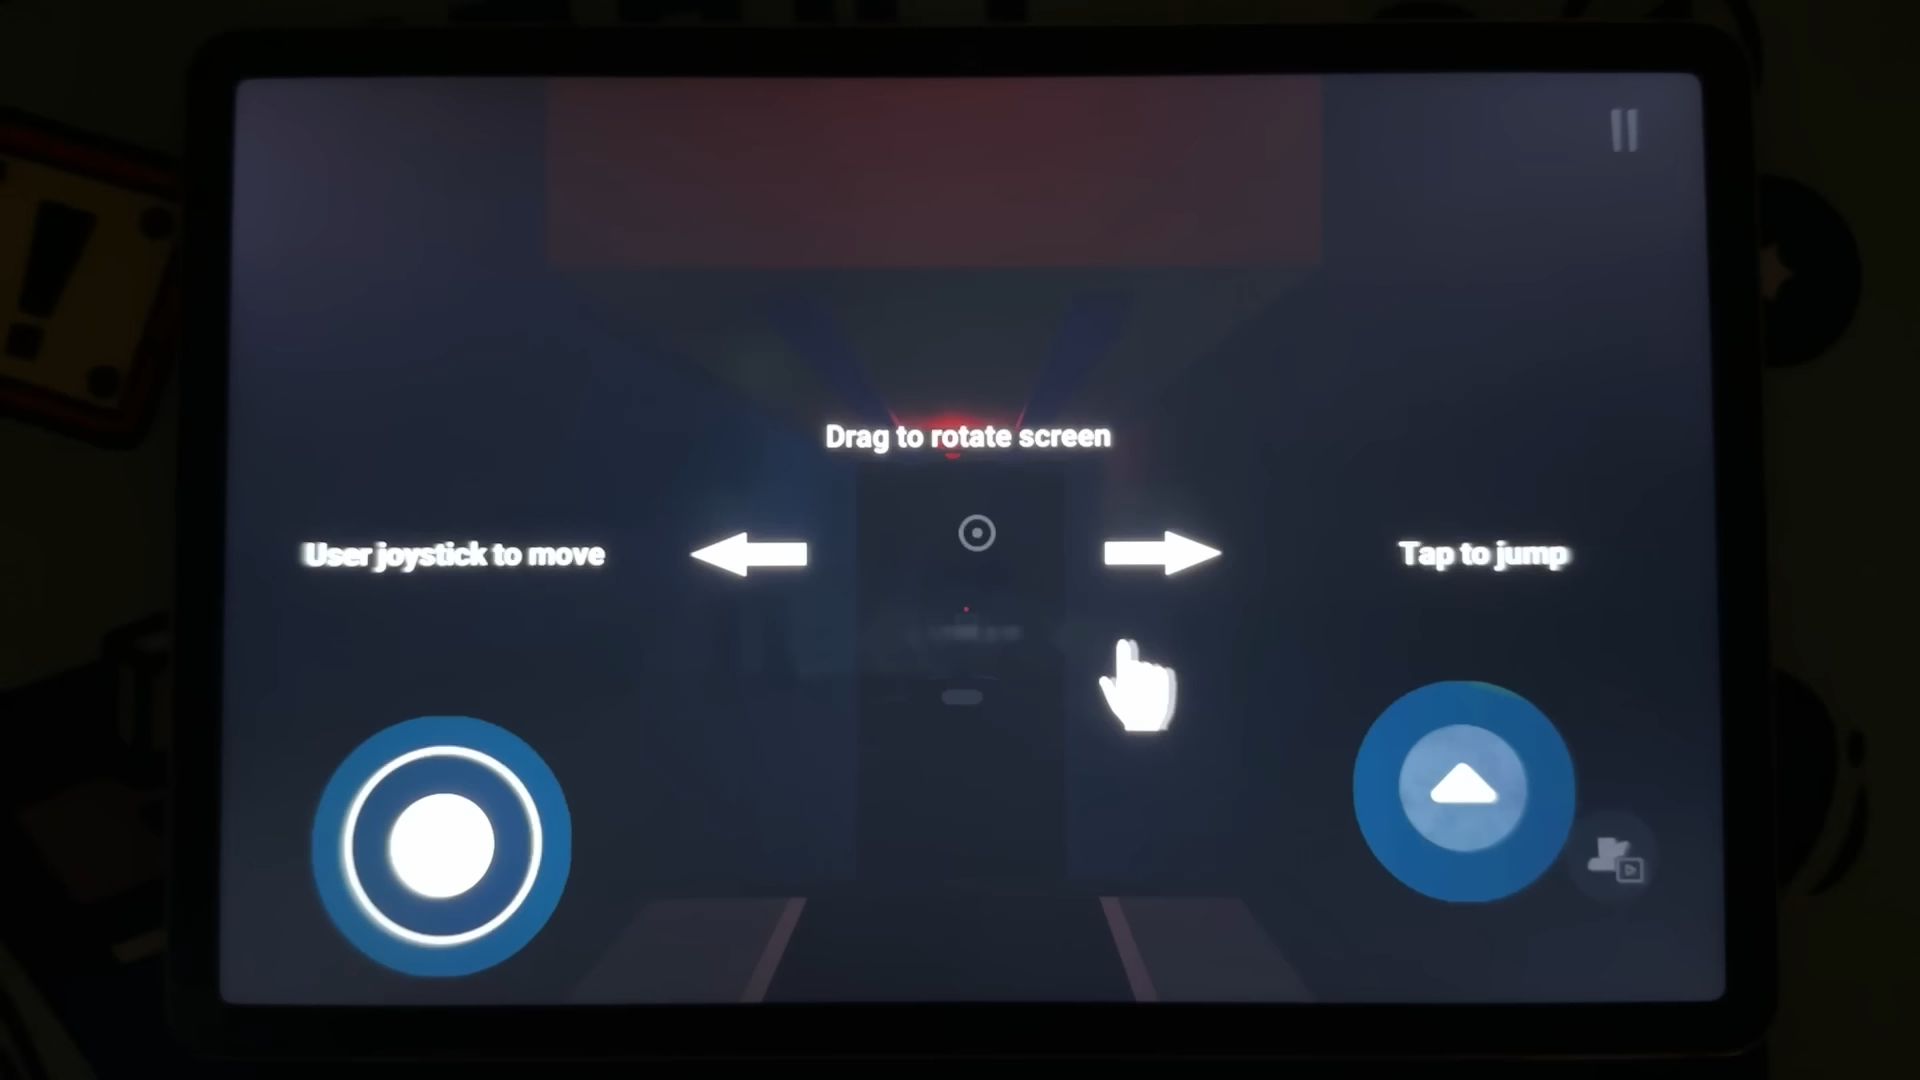 Drag to rotate screen
User joystick to move
Tap to jump